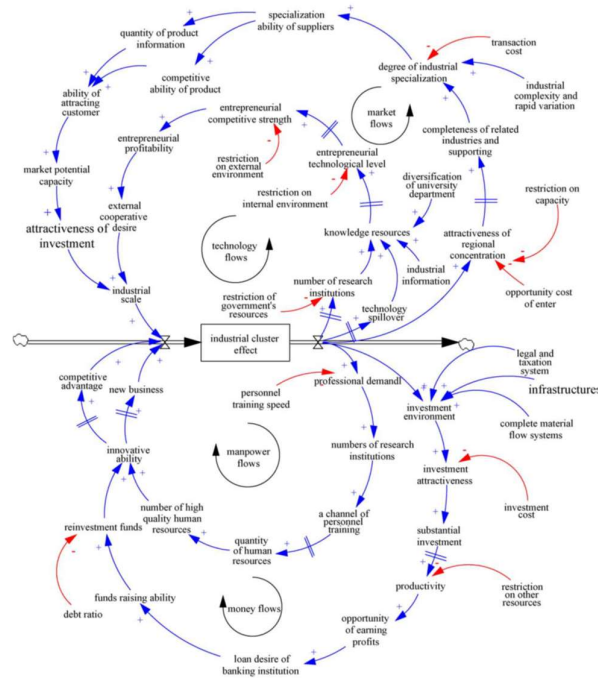 specialization
ability of suppliers
quantity of product
information
transaction
cost
degree of industrial
specialization
competitive
ability of product
ability of
attracting
customer
industrial
complexity and
rapid variation
entrepreneurial
competitive strength
market
flows
completeness of related
industries and
supporting
entrepreneurial
profitability
market potential
capacity
restriction
on external
environment
entrepreneurial
technological level
diversification
of university
department
restriction on
internal environment
restriction on
capacity
external
cooperative
desire
attractiveness of
investment
knowledge resources
attractiveness of
regional
concentration
technology
flows
industrial
information
number of research
institutions
opportunity cost
of enter
industrial
scale
restriction of
government's
resources
technology
spillover
industrial cluster
effect
legal and
taxation
system
competitive
advantage
new business
personnel
training speed
professional demandl
investment
environment
infrastructures
complete material
flow systems
numbers of research
institutions
manpower
flows
innovative
ability
investment
attractiveness
number of high
quality human
resources
a channel of
personnel
training
investment
cost
reinvestment funds
substantial
investment
quantity
of human
resources
productivity
restriction
on other
resources
debt ratio
funds raising ability
money flows
opportunity
of earning
profits
loan desire of
banking institution